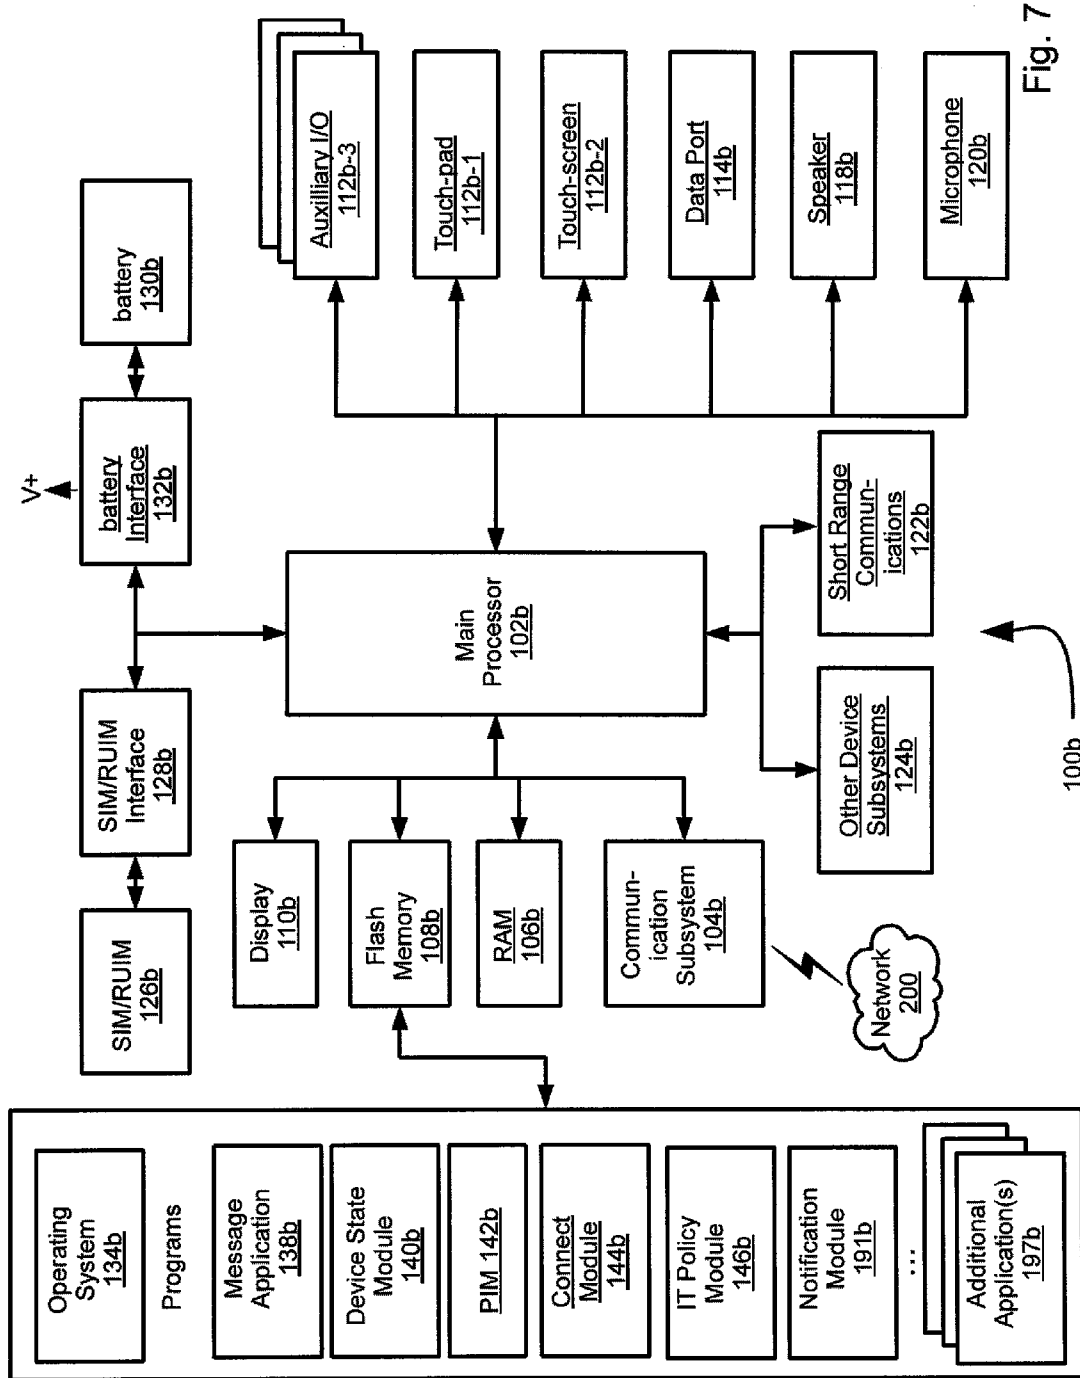 Operating
System
134b
Programs
Message
Application
138b
Device State
Module
140b
PIM 142b
Connect
Module
144b
IT Policy
Module
146b
Notification
Module
191b
...
Additional
Application(s)
197b
SIM/RUIM
126b
SIM/RUIM
Interface
128b
V+
battery
Interface
132b
battery
130b
Display
110b
Flash
Memory
108b
RAM
106b
Commun-
ication
Subsystem
104b
Network
200
Main
Processor
102b
Auxilliary I/O
112b-3
Touch-pad
112b-1
Touch-screen
112b-2
Data Port
114b
Speaker
118b
Microphone
120b
Other Device
Subsystems
124b
Short Range
Commun-
ications
122b
100b
Fig. 7